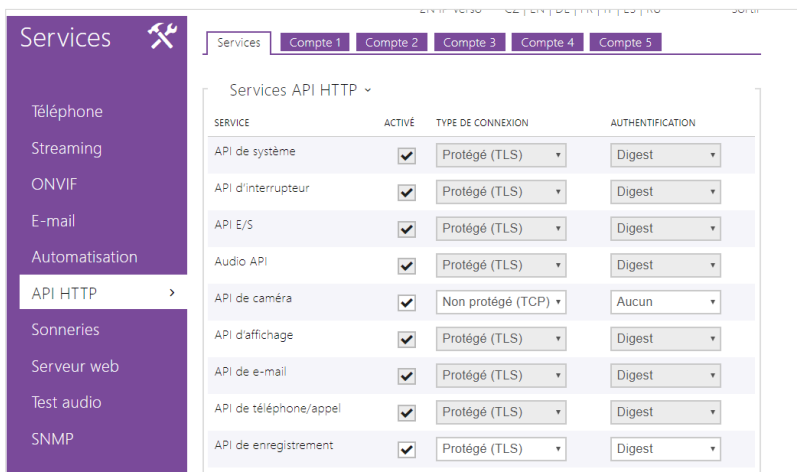 Services
Services Compte 1 Compte 2 Compte 3 Compte 4 Compte 5
Services API HTTP
SERVICE ACTIVÉ TYPE DE CONNEXION AUTHENTIFICATION
API de système Protégé (TLS) Digest
API d'interrupteur Protégé (TLS) Digest
API E/S Protégé (TLS) Digest
Audio API Protégé (TLS) Digest
API de caméra Non protégé (TCP) Aucun
API d'affichage Protégé (TLS) Digest
API de e-mail Protégé (TLS) Digest
API de téléphone/appel Protégé (TLS) Digest
API de enregistrement Protégé (TLS) Digest
Téléphone
Streaming
ONVIF
E-mail
Automatisation
API HTTP
Sonneries
Serveur web
Test audio
SNMP